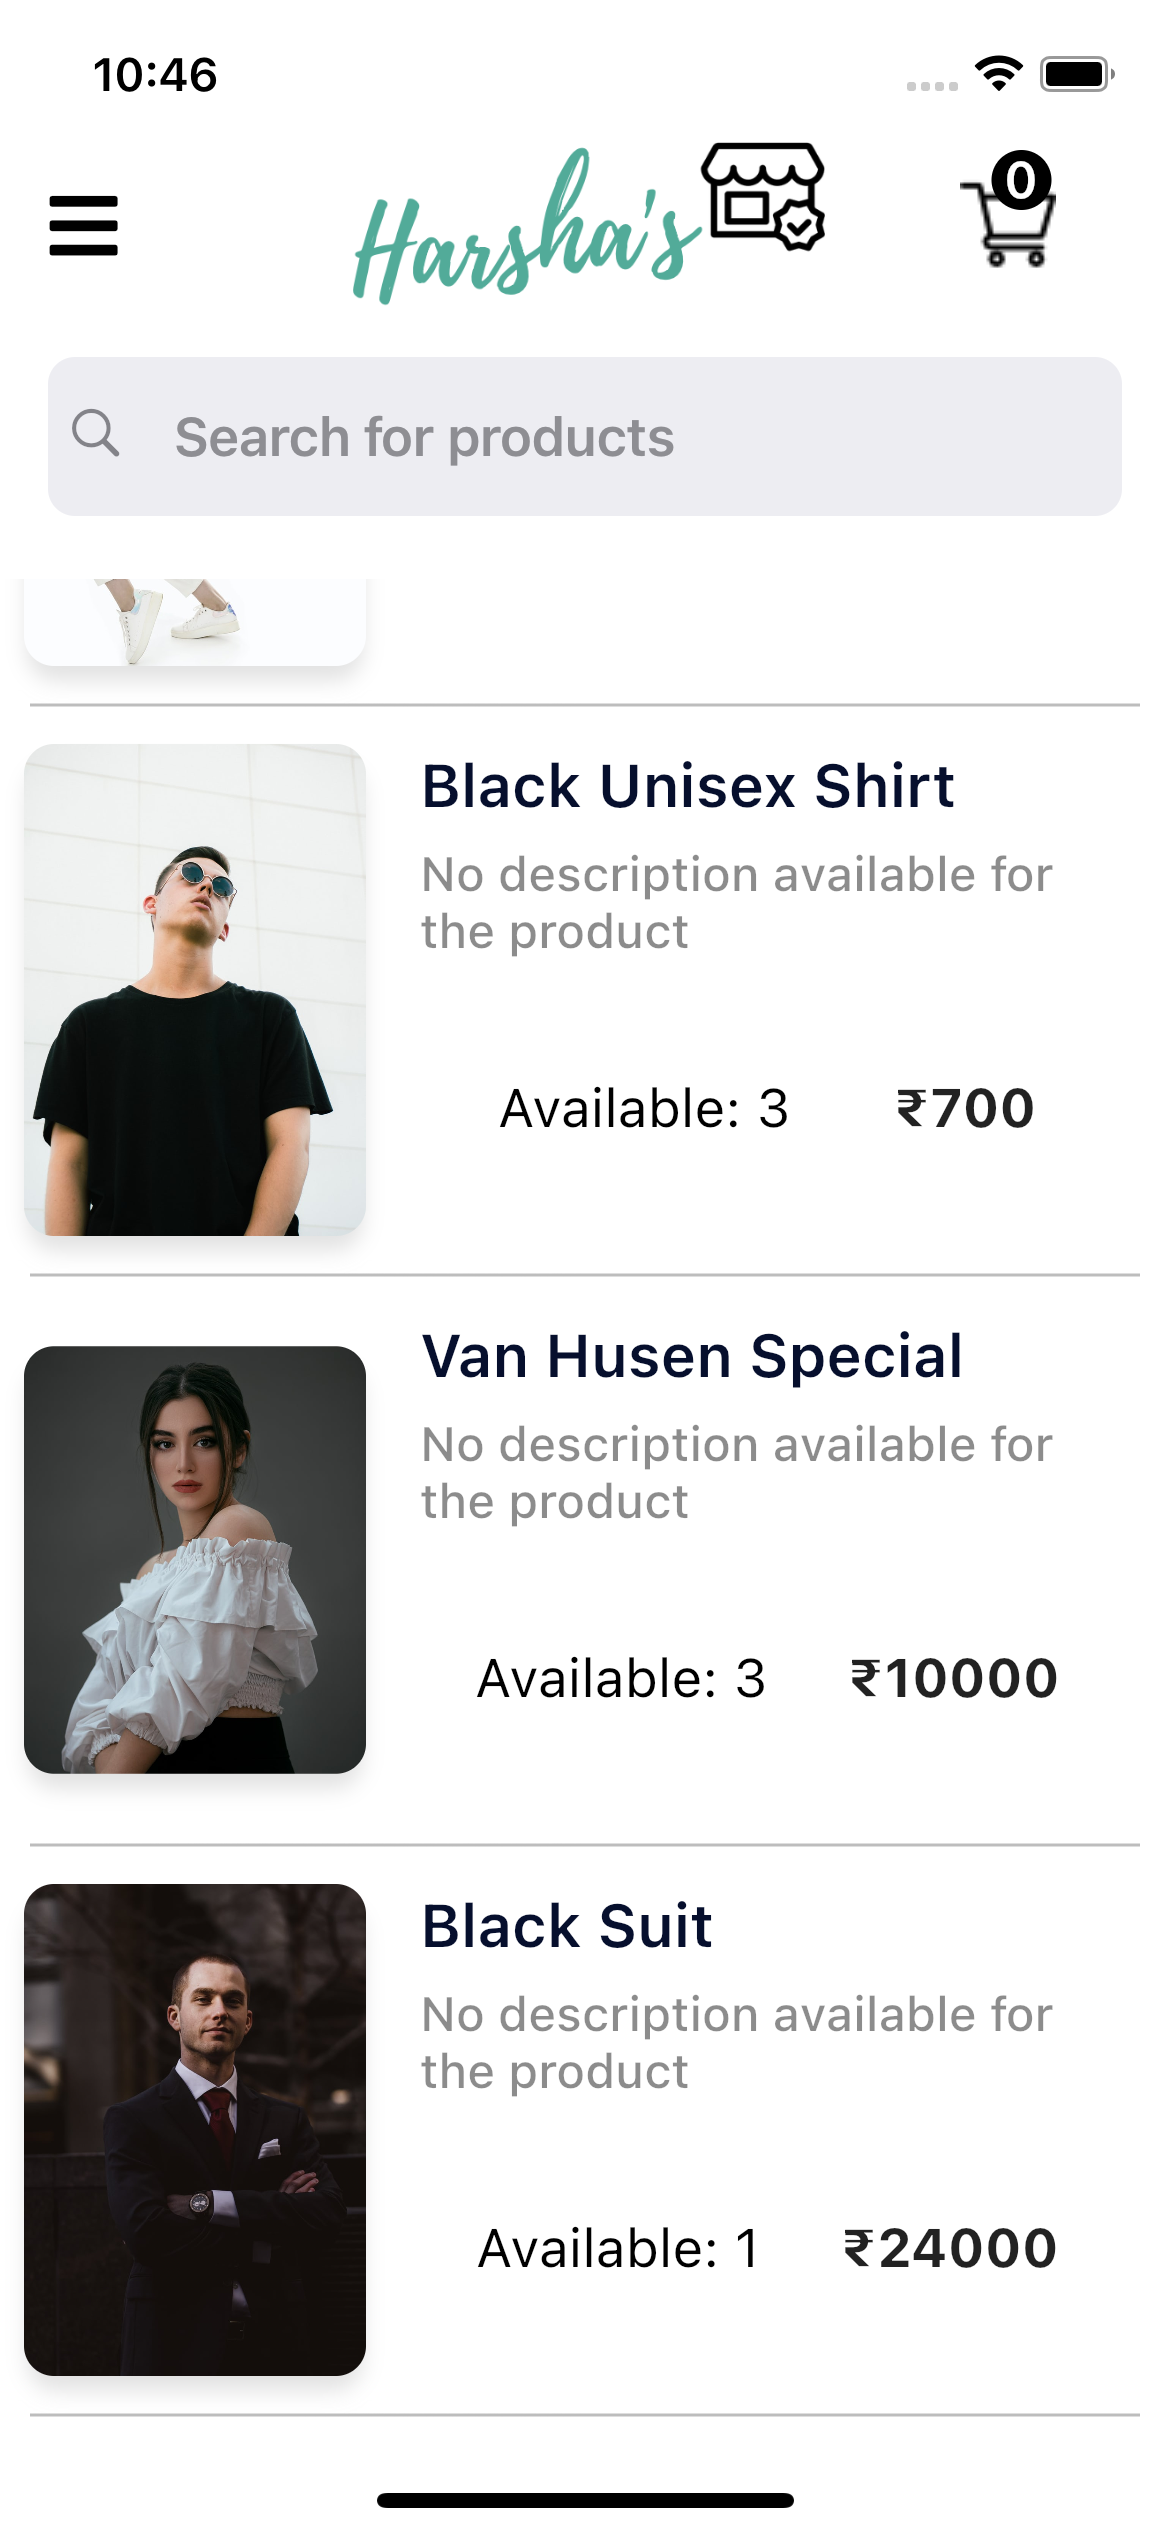 10:46
Harsha's
0
Search for products
Black Unisex Shirt
No description available for
the product
Available: 3 ₹700
Van Husen Special
No description available for
the product
Available: 3 ₹10000
Black Suit
No description available for
the product
Available: 1 ₹24000